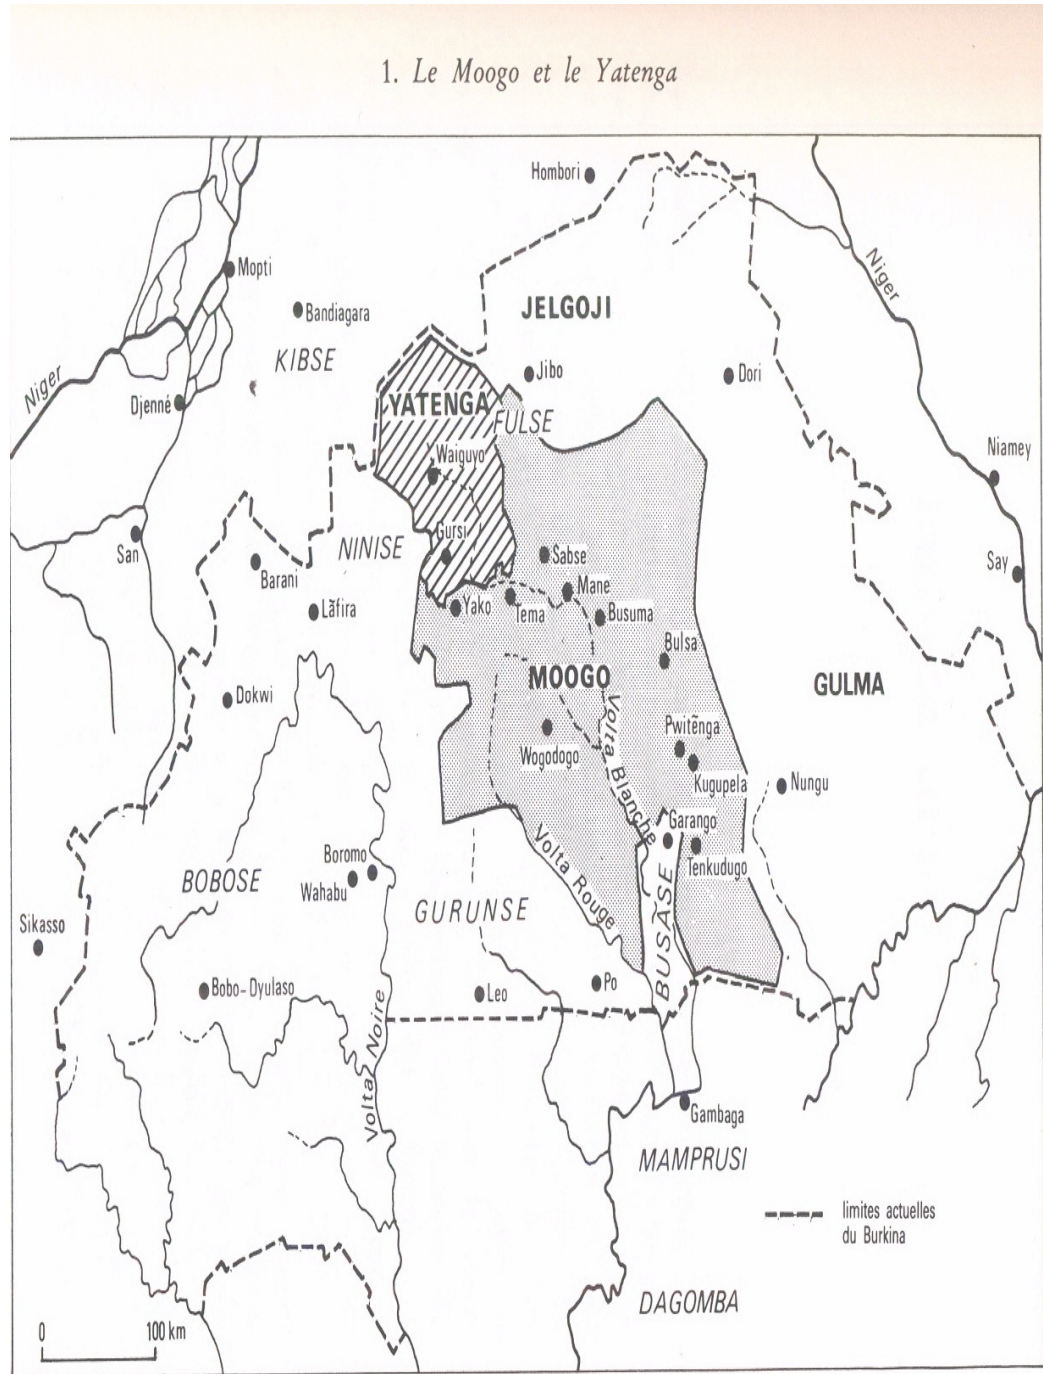 1. Le Moogo et le Yatenga
Hombori
Niger
Mopti
Bandiagara
JELGOJI
KIBSE
Jibo
Dori
Niger
Djenné
YATENGA
FULSE
Niamey
Waiguyo
San
Gursi
NINISE
Sabse
Say
Barani
Mane
Lãfira
Yako
Tema
Busuma
Bulsa
MOOGO
GULMA
Dokwi
Volta Blanche
Pwitẽnga
Wogodogo
Kugupela
Nungu
Garango
Tenkudugo
Volta Rouge
Boromo
Wahabu
BOBOSE
GURUNSE
BUSASE
Sikasso
Bobo-Dyulaso
Leo
Po
Volta Noire
Gambaga
MAMPRUSI
limites actuelles
du Burkina
DAGOMBA
0 100 km